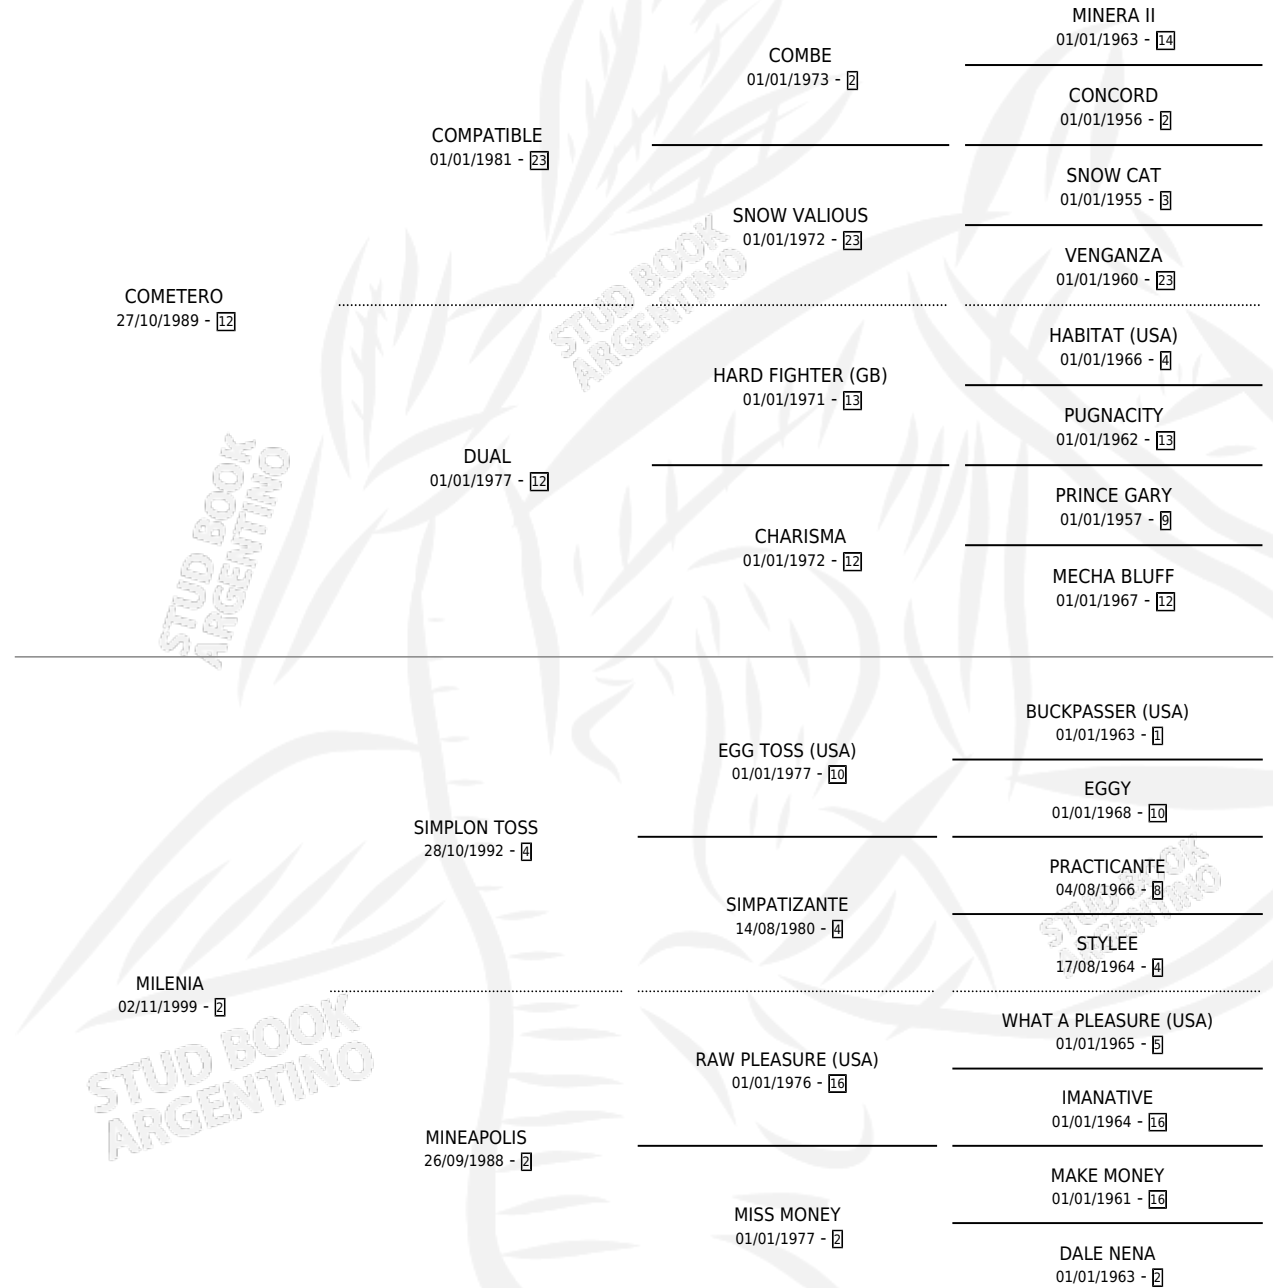 MINERA II
01/01/1963 - 14
COMBE
01/01/1973 - 2
CONCORD
01/01/1956 - 2
COMPATIBLE
01/01/1981 - 23
SNOW CAT
01/01/1955 - 3
SNOW VALIOUS
01/01/1972 - 23
VENGANZA
01/01/1960 - 23
COMETERO
27/10/1989 - 12
HABITAT (USA)
01/01/1966 - 4
HARD FIGHTER (GB)
01/01/1971 - 13
PUGNACITY
01/01/1962 - 13
DUAL
01/01/1977 - 12
PRINCE GARY
01/01/1957 - 9
CHARISMA
01/01/1972 - 12
MECHA BLUFF
01/01/1967 - 12
BUCKPASSER (USA)
01/01/1963 - 1
EGG TOSS (USA)
01/01/1977 - 10
EGGY
01/01/1968 - 10
SIMPLON TOSS
28/10/1992 - 4
PRACTICANTE
04/08/1966 - 8
SIMPATIZANTE
14/08/1980 - 4
STYLEE
17/08/1964 - 4
MILENIA
02/11/1999 - 2
WHAT A PLEASURE (USA)
01/01/1965 - 5
RAW PLEASURE (USA)
01/01/1976 - 16
IMANATIVE
01/01/1964 - 16
MINEAPOLIS
26/09/1988 - 2
MAKE MONEY
01/01/1961 - 16
MISS MONEY
01/01/1977 - 2
DALE NENA
01/01/1963 - 2
STUD BOOK
ARGENTINO
STUD BOOK
ARGENTINO
STUD BOOK
ARGENTINO
STUD BOOK
ARGENTINO